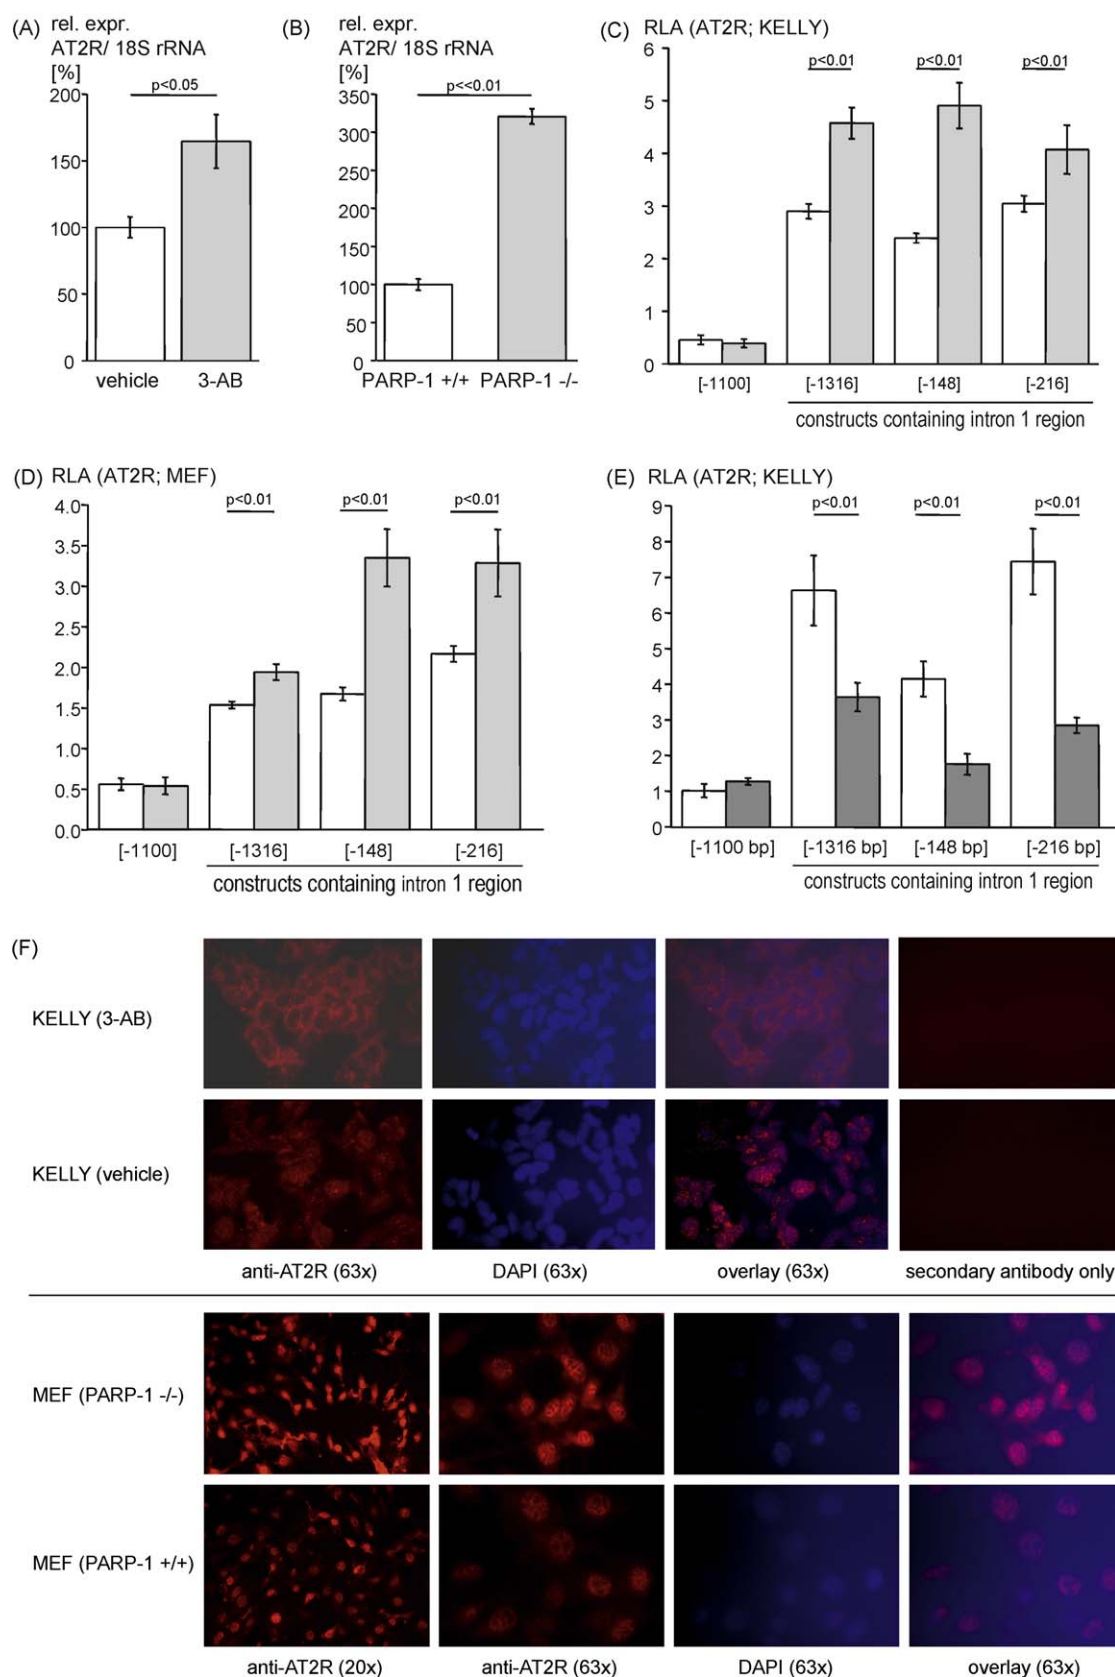 (A) rel. expr.
AT2R/ 18S rRNA
[%]
p<0.05
200
150
100
50
0
vehicle 3-AB
(B) rel. expr.
AT2R/ 18S rRNA
[%]
p<<0.01
350
300
250
200
150
100
50
0
PARP-1 +/+ PARP-1 -/-
(C) RLA (AT2R; KELLY)
p<0.01 p<0.01 p<0.01
6
5
4
3
2
1
0
[-1100] [-1316] [-148] [-216]
constructs containing intron 1 region
(D) RLA (AT2R; MEF)
p<0.01 p<0.01 p<0.01
4.0
3.5
3.0
2.5
2.0
1.5
1.0
0.5
0.0
[-1100] [-1316] [-148] [-216]
constructs containing intron 1 region
(E) RLA (AT2R; KELLY)
p<0.01 p<0.01 p<0.01
9
8
7
6
5
4
3
2
1
0
[-1100 bp] [-1316 bp] [-148 bp] [-216 bp]
constructs containing intron 1 region
(F)
KELLY (3-AB)
KELLY (vehicle)
anti-AT2R (63x) DAPI (63x) overlay (63x) secondary antibody only
MEF (PARP-1 -/-)
MEF (PARP-1 +/+)
anti-AT2R (20x) anti-AT2R (63x) DAPI (63x) overlay (63x)